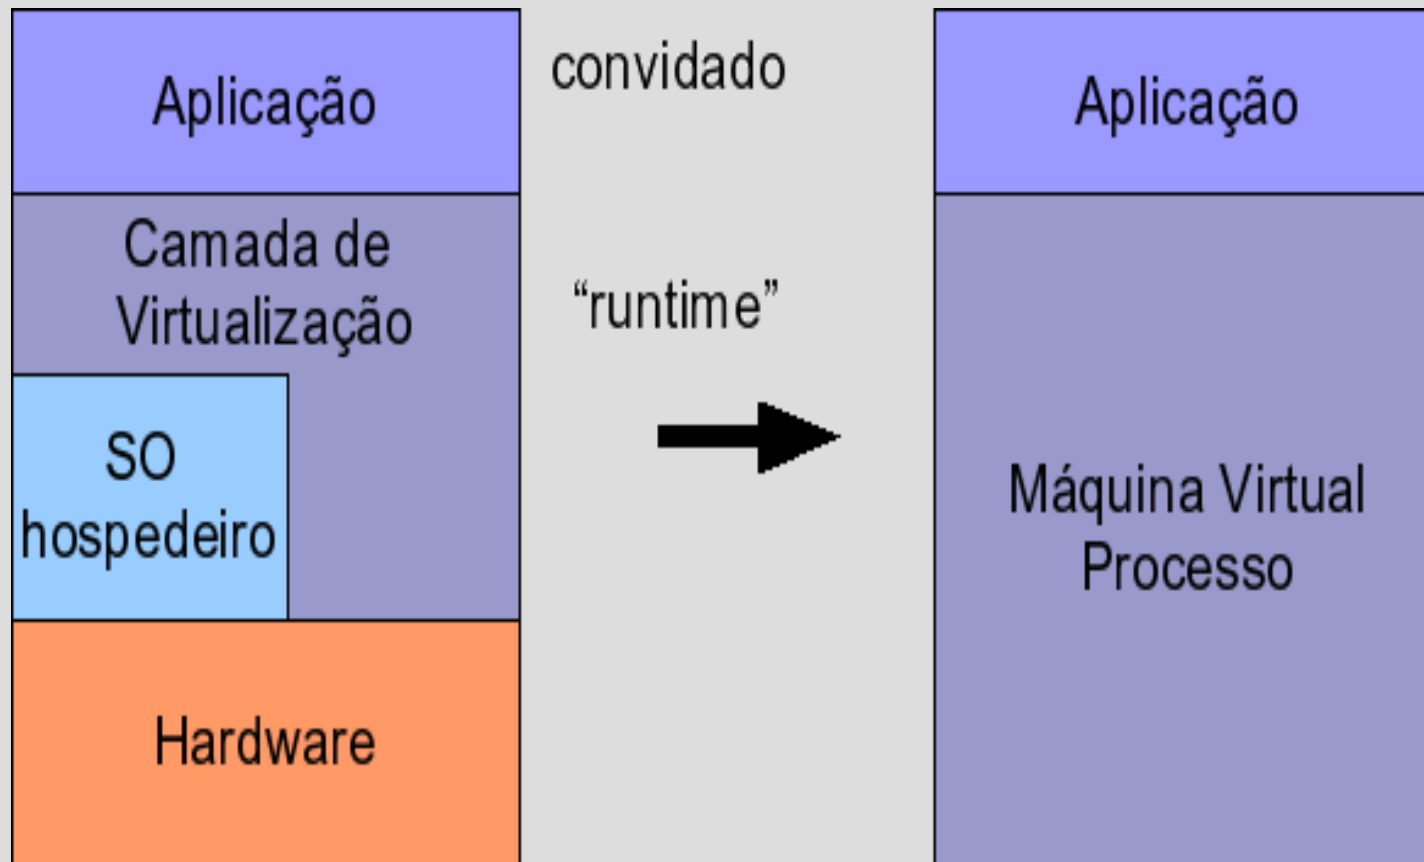 Aplicação
Camada de
Virtualização
SO
hospedeiro
Hardware
convidado
“runtime”
Aplicação
Máquina Virtual
Processo